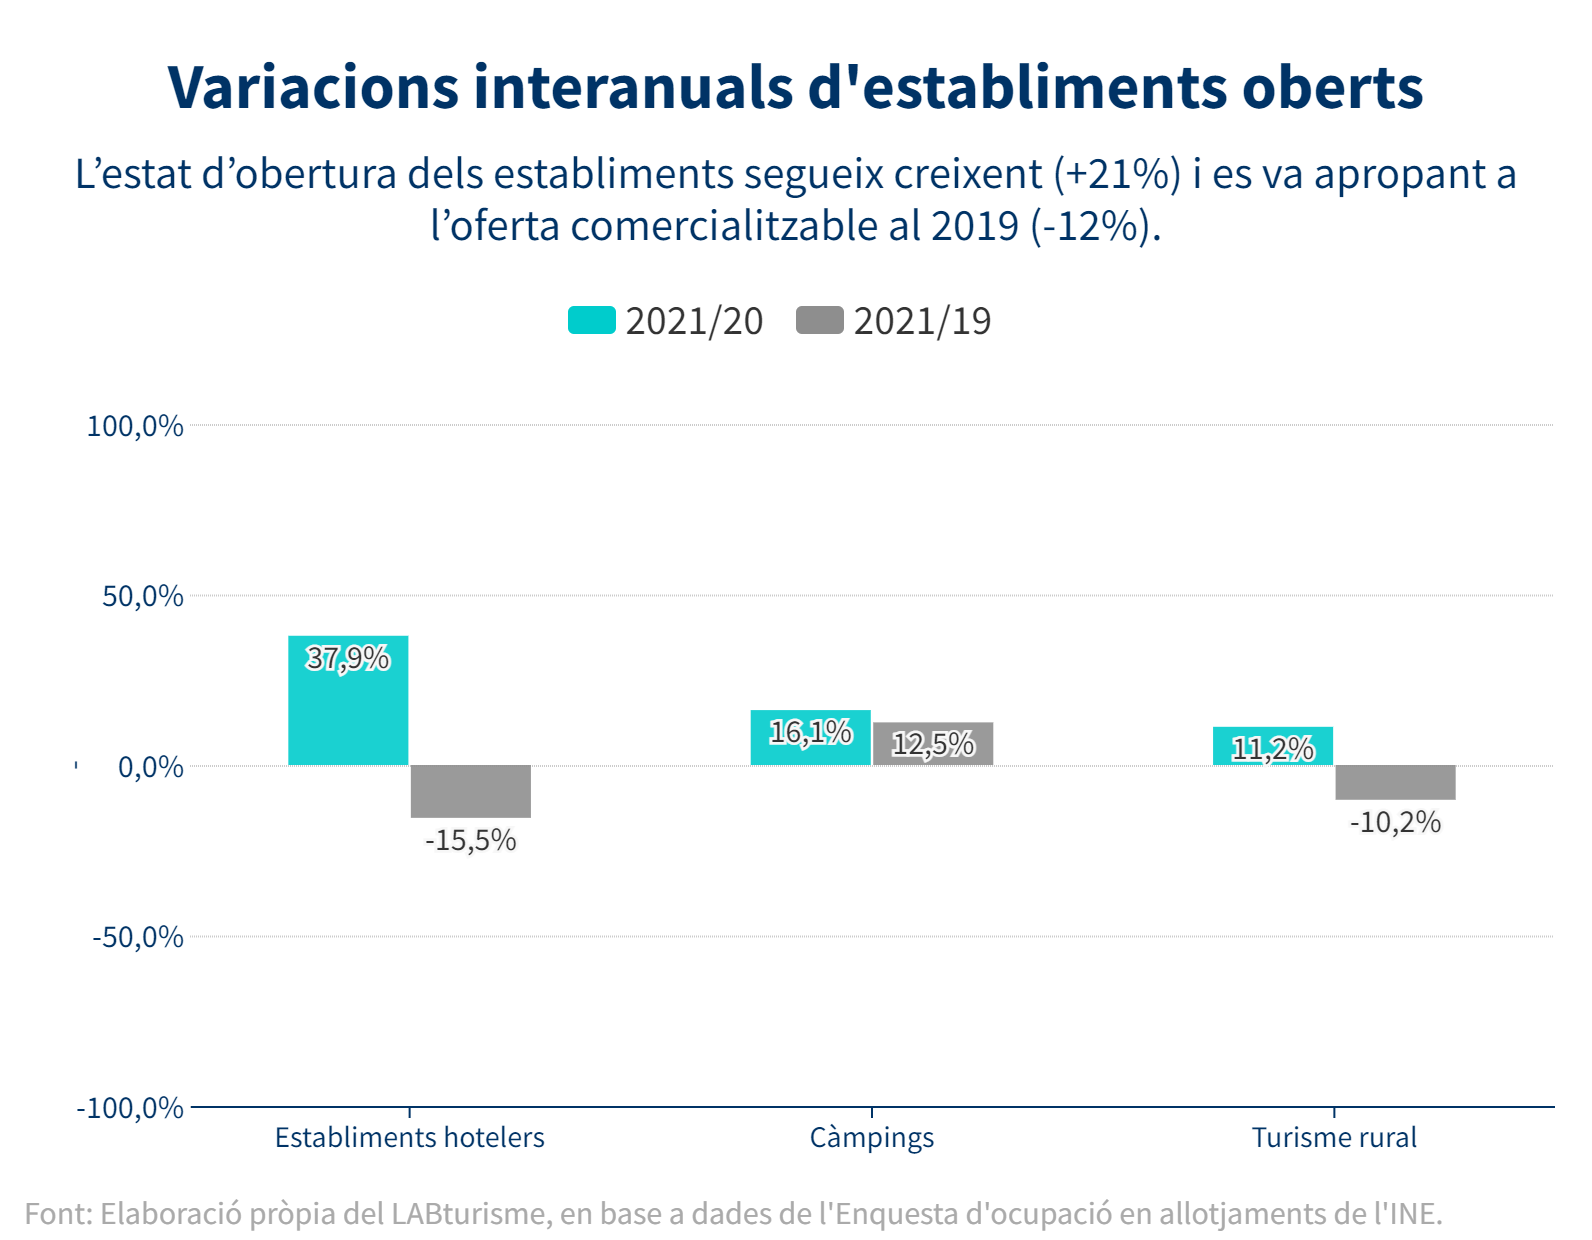 Variacions interanuals d'establiments oberts
L’estat d’obertura dels establiments segueix creixent (+21%) i es va apropant a
l’oferta comercialitzable al 2019 (-12%).
2021/20 2021/19
100,0%
50,0%
37,9%
16,1%
12,5%
11,2%
- 0,0%
-15,5%
-10,2%
-50,0%
-100,0%
Establiments hotelers Càmpings Turisme rural
Font: Elaboració pròpia del LABturisme, en base a dades de l'Enquesta d'ocupació en allotjaments de l'INE.